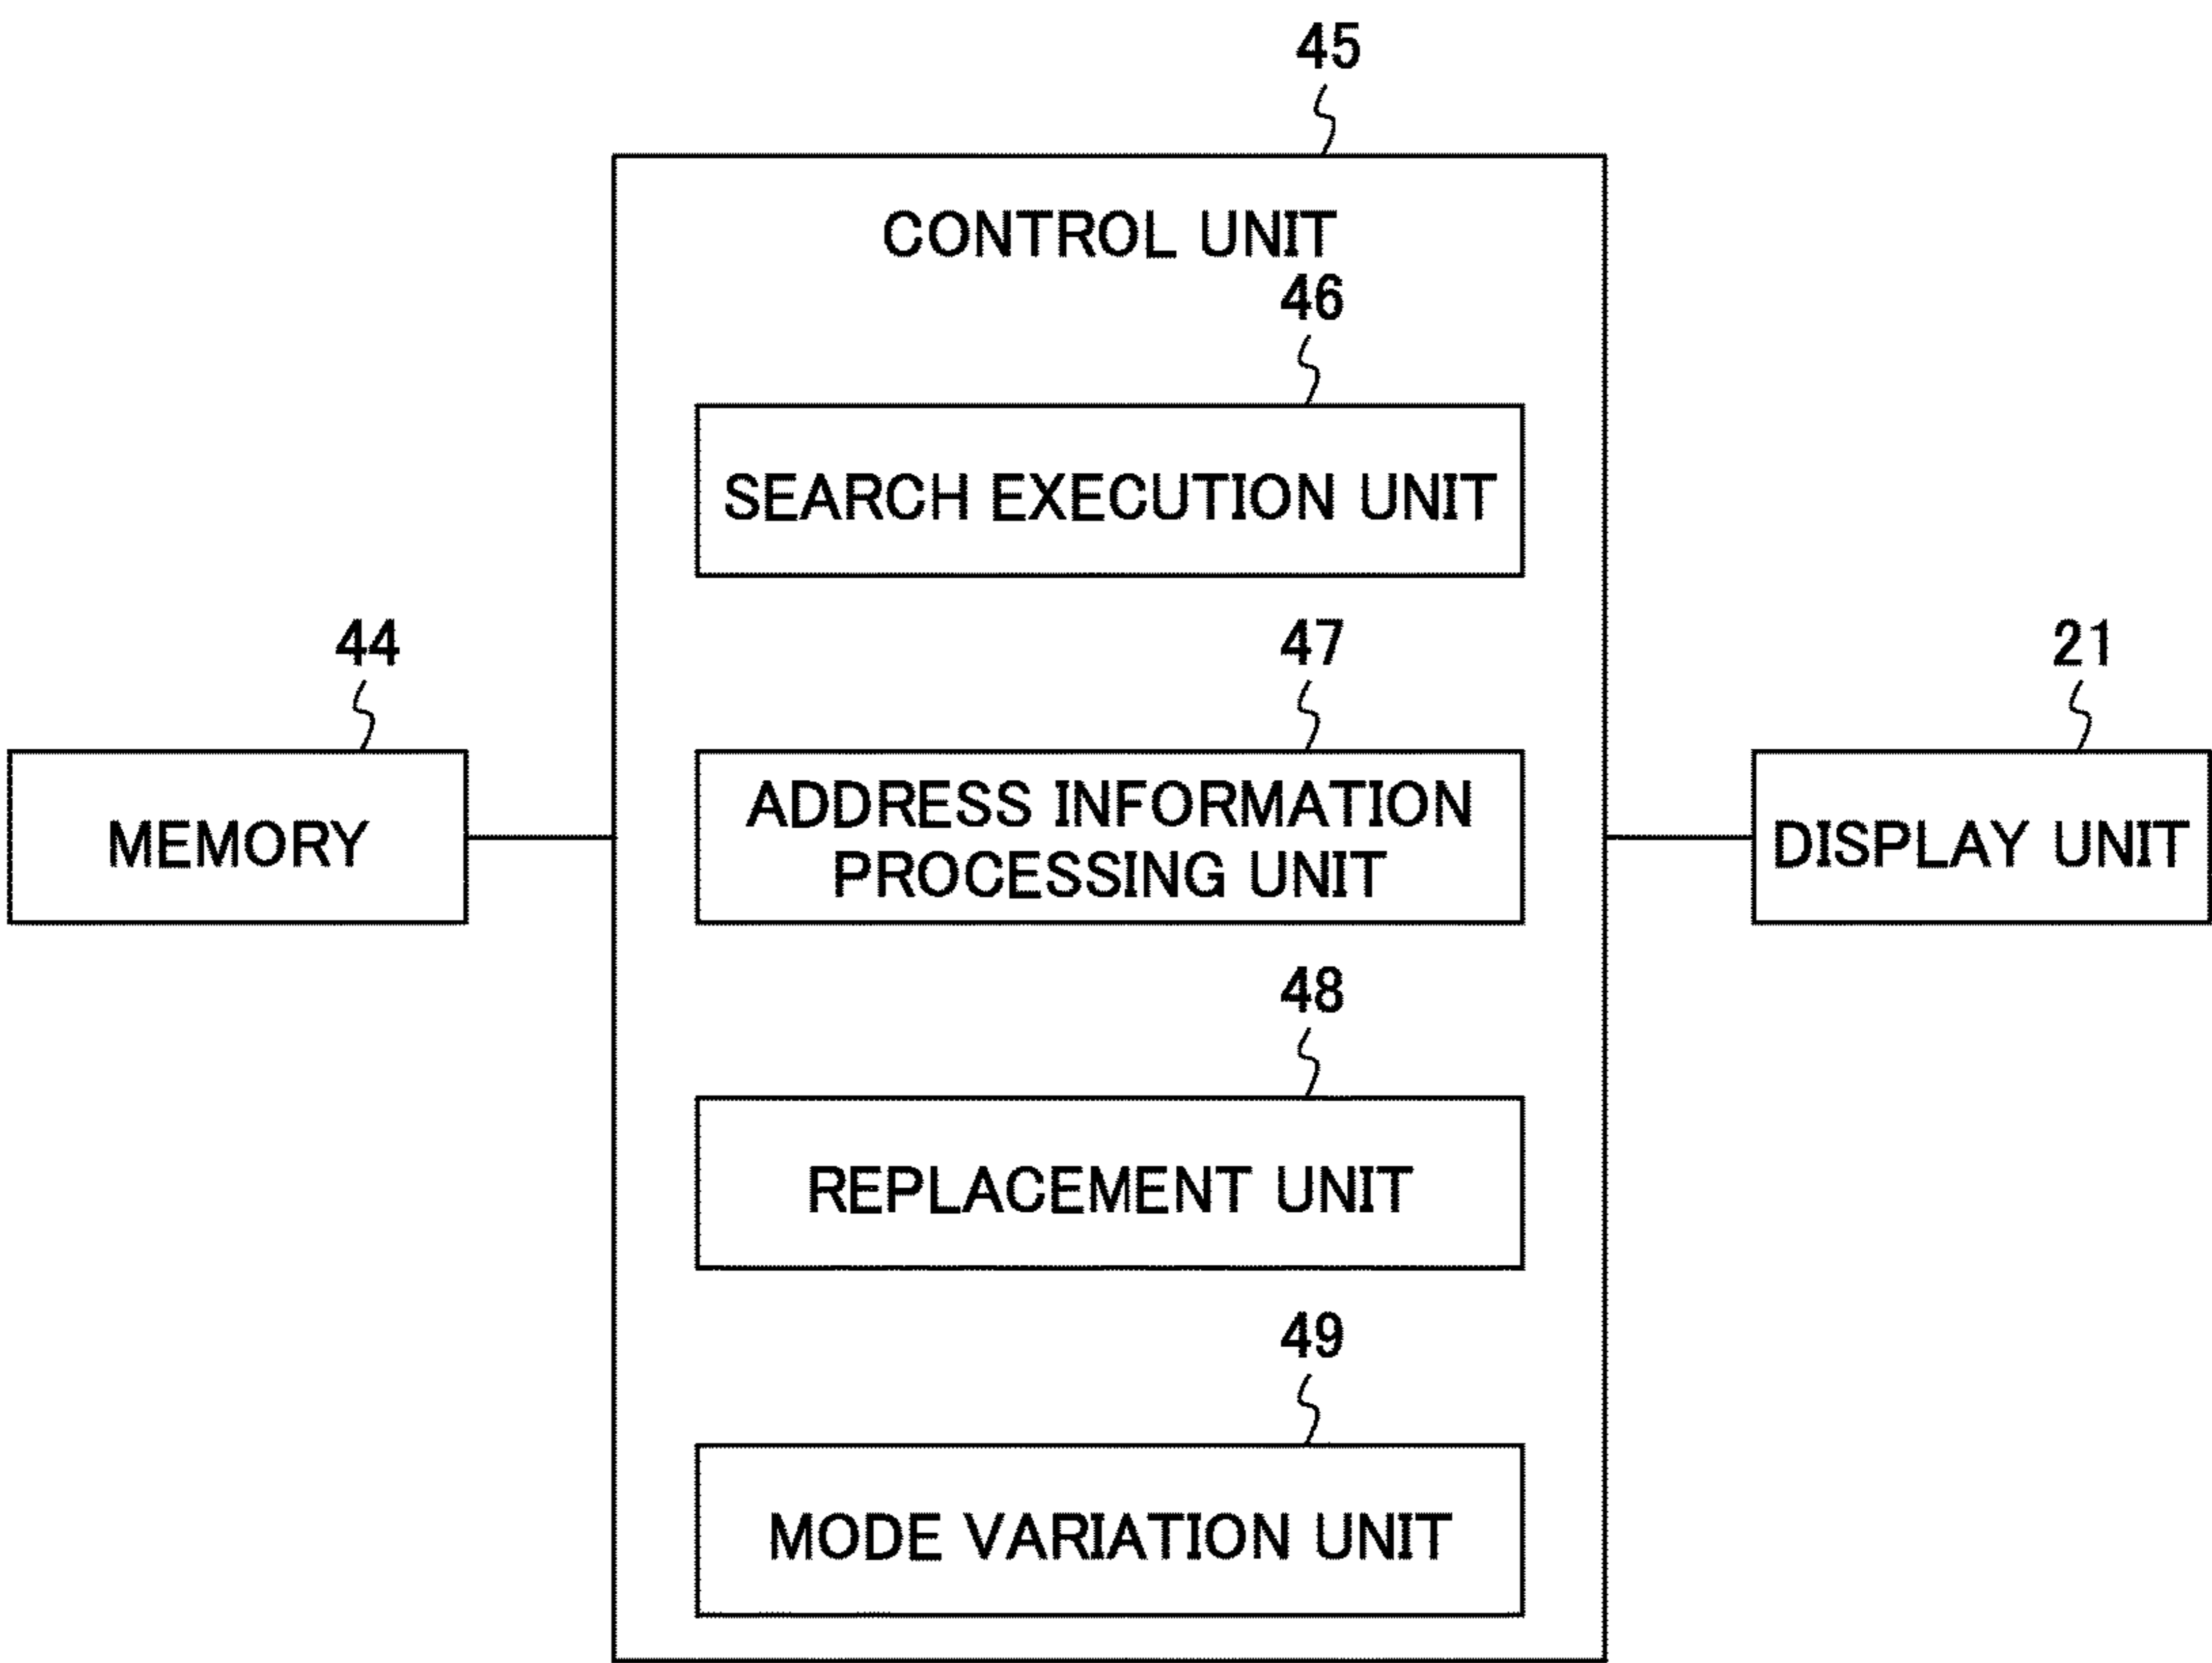 45
CONTROL UNIT
46
SEARCH EXECUTION UNIT
44
MEMORY
47
ADDRESS INFORMATION
PROCESSING UNIT
21
DISPLAY UNIT
48
REPLACEMENT UNIT
49
MODE VARIATION UNIT